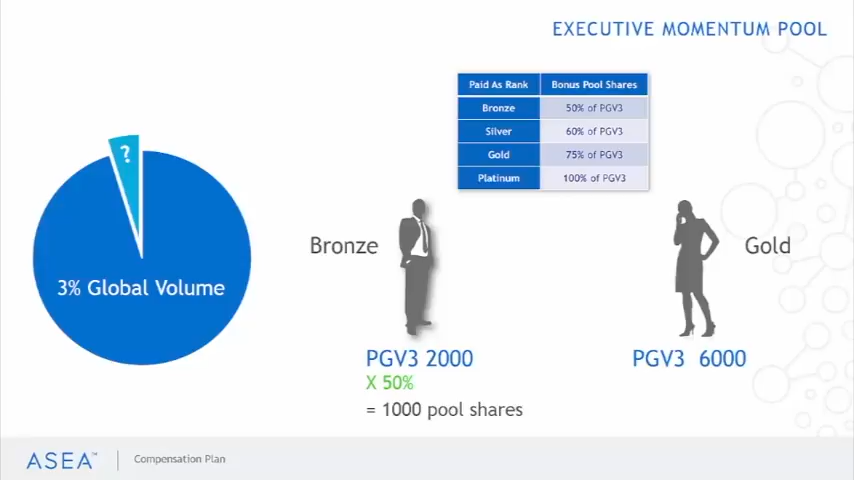 EXECUTIVE MOMENTUM POOL
Paid As Rank Bonus Pool Shares
Bronze 50% of PGV3
Silver 60% of PGV3
Gold 75% of PGV3
Platinum 100% of PGV3
?
3% Global Volume
Bronze
PGV3 2000
X 50%
= 1000 pool shares
Gold
PGV3 6000
ASEA™ Compensation Plan